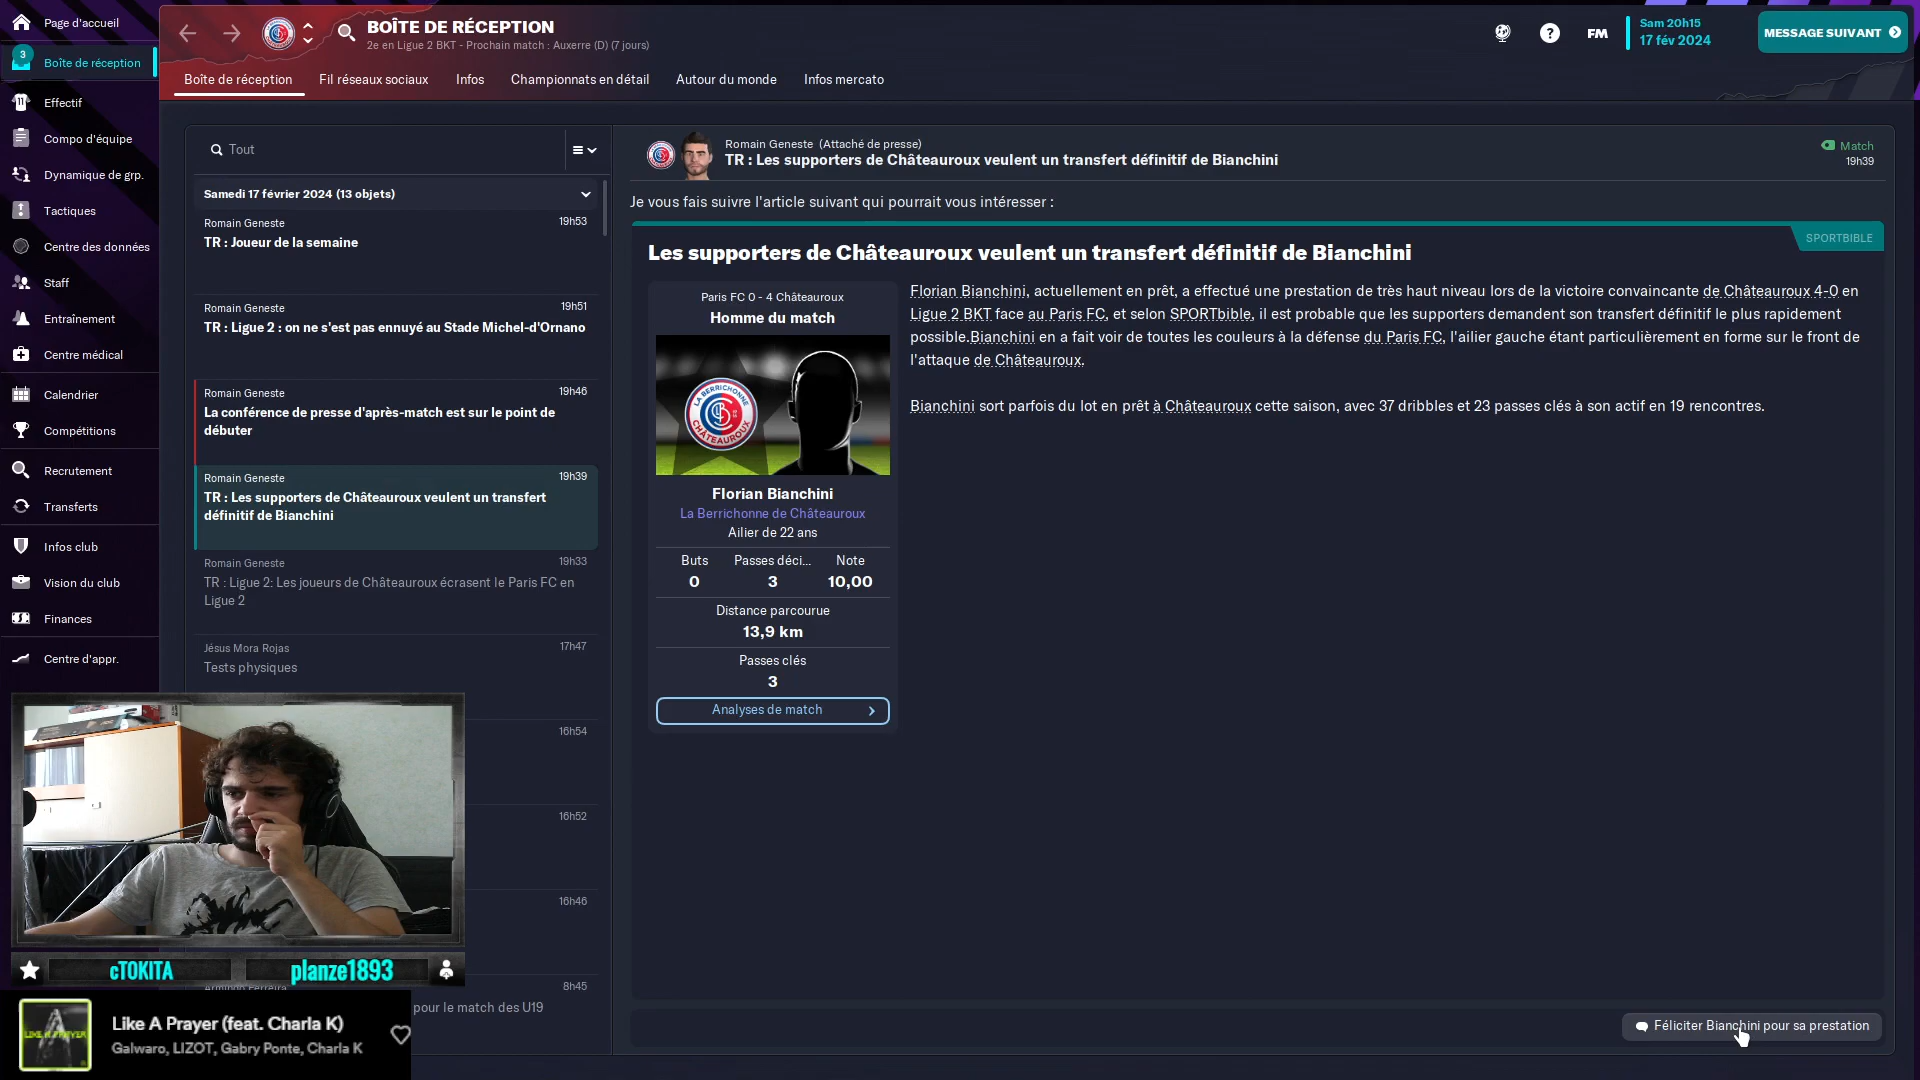 Page d'accueil
3
Boîte de réception
Effectif
Compo d'équipe
Dynamique de grp.
Tactiques
Centre des données
Staff
Entraînement
Centre médical
Calendrier
Compétitions
Recrutement
Transferts
Infos club
Vision du club
Finances
Centre d'appr.
BOÎTE DE RÉCEPTION
2e en Ligue 2 BKT - Prochain match : Auxerre (D) (7 jours)
FM
Sam 20h15
17 fév 2024
MESSAGE SUIVANT
Boîte de réception
Fil réseaux sociaux
Infos
Championnats en détail
Autour du monde
Infos mercato
Tout
Samedi 17 février 2024 (13 objets)
Romain Geneste 19h53
TR : Joueur de la semaine
Romain Geneste 19h51
TR : Ligue 2 : on ne s'est pas ennuyé au Stade Michel-d'Ornano
Romain Geneste 19h46
La conférence de presse d'après-match est sur le point de
débuter
Romain Geneste 19h39
TR : Les supporters de Châteauroux veulent un transfert
définitif de Bianchini
Romain Geneste 19h33
TR : Ligue 2: Les joueurs de Châteauroux écrasent le Paris FC en
Ligue 2
Jésus Mora Rojas 17h47
Tests physiques
16h54
16h52
16h46
8h45
pour le match des U19
Romain Geneste (Attaché de presse)
TR : Les supporters de Châteauroux veulent un transfert définitif de Bianchini
Match
19h39
Je vous fais suivre l'article suivant qui pourrait vous intéresser :
SPORTBIBLE
Les supporters de Châteauroux veulent un transfert définitif de Bianchini
Paris FC 0 - 4 Châteauroux
Homme du match
LA BERRICHONNE DE
CHÂTEAUROUX
Florian Bianchini
La Berrichonne de Châteauroux
Ailier de 22 ans
Buts Passes déci... Note
0 3 10,00
Distance parcourue
13,9 km
Passes clés
3
Analyses de match
Florian Bianchini, actuellement en prêt, a effectué une prestation de très haut niveau lors de la victoire convaincante de Châteauroux 4-0 en
Ligue 2 BKT face au Paris FC, et selon SPORTbible, il est probable que les supporters demandent son transfert définitif le plus rapidement
possible.Bianchini en a fait voir de toutes les couleurs à la défense du Paris FC, l'ailier gauche étant particulièrement en forme sur le front de
l'attaque de Châteauroux.
Bianchini sort parfois du lot en prêt à Châteauroux cette saison, avec 37 dribbles et 23 passes clés à son actif en 19 rencontres.
Féliciter Bianchini pour sa prestation
cTOKITA
planze1893
LIKE A PRAYER
Like A Prayer (feat. Charla K)
Galwaro, LIZOT, Gabry Ponte, Charla K